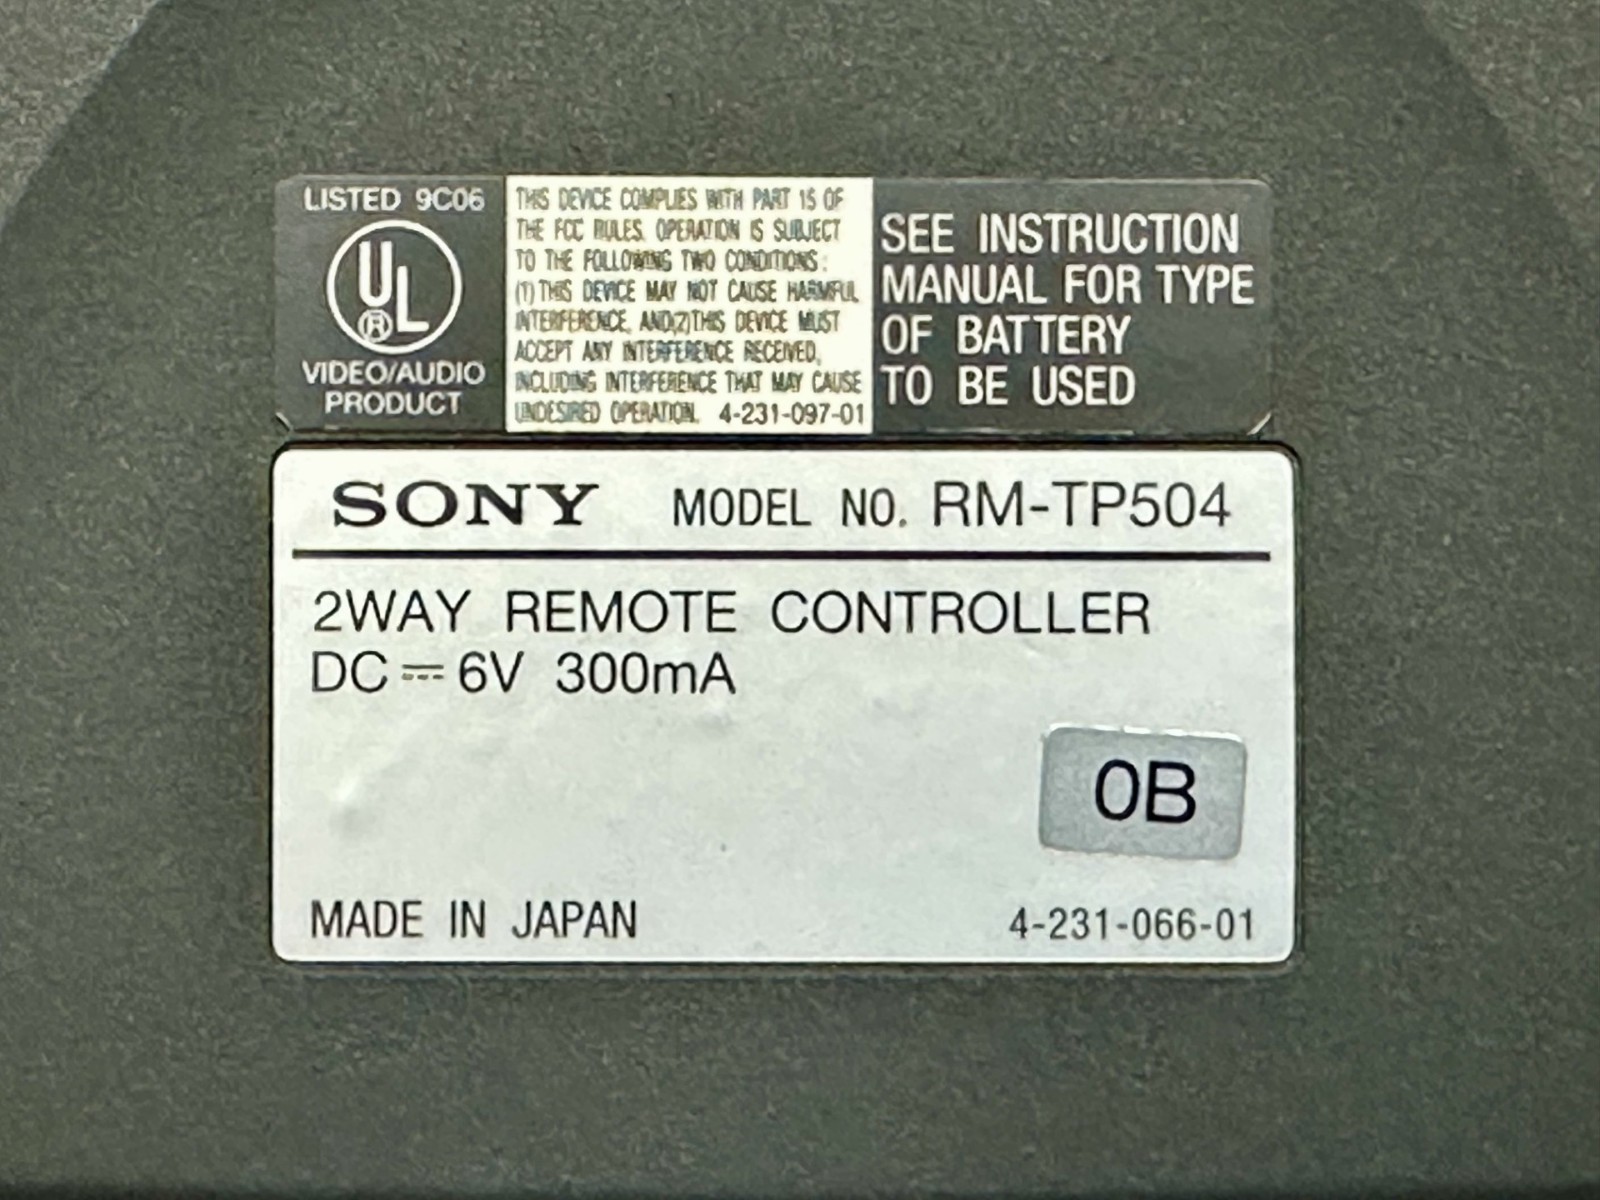 LISTED 9C06
UL
®
VIDEO/AUDIO
PRODUCT
THIS DEVICE COMPLIES WITH PART 15 OF
THE FCC RULES. OPERATION IS SUBJECT
TO THE FOLLOWING TWO CONDITIONS:
(1) THIS DEVICE MAY NOT CAUSE HARMFUL
INTERFERENCE, AND(2)THIS DEVICE MUST
ACCEPT ANY INTERFERENCE RECEIVED,
INCLUDING INTERFERENCE THAT MAY CAUSE
UNDESIRED OPERATION. 4-231-097-01
SEE INSTRUCTION
MANUAL FOR TYPE
OF BATTERY
TO BE USED
SONY MODEL NO. RM-TP504
2WAY REMOTE CONTROLLER
DC ⎓ 6V 300mA
0B
MADE IN JAPAN 4-231-066-01